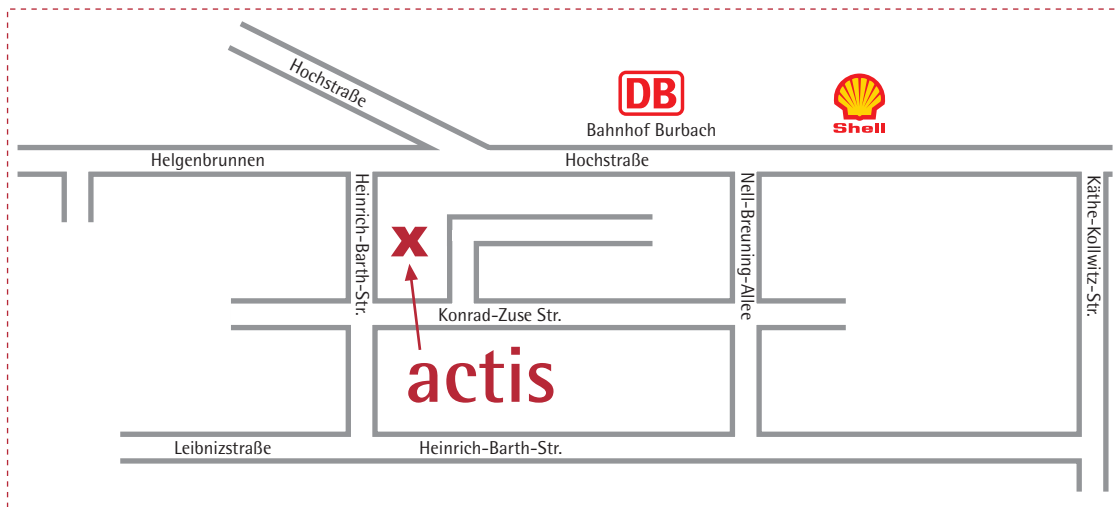 Hochstraße
DB
Bahnhof Burbach
Shell
Helgenbrunnen
Hochstraße
Heinrich-Barth-Str.
Nell-Breuning-Allee
Käthe-Kollwitz-Str.
x
Konrad-Zuse Str.
actis
Leibnizstraße
Heinrich-Barth-Str.